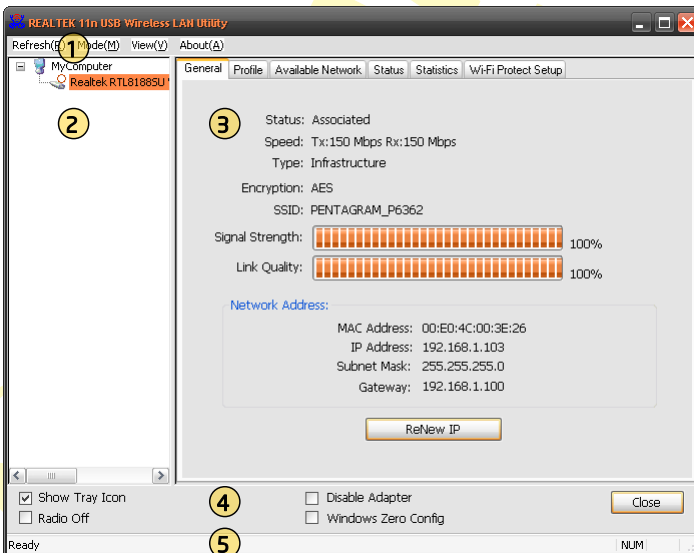 REALTEK 11n USB Wireless LAN Utility
Refresh(R) Mode(M) View(V) About(A)
1
MyComputer
Realtek RTL8188SU
2
General Profile Available Network Status Statistics Wi-Fi Protect Setup
3
Status: Associated
Speed: Tx:150 Mbps Rx:150 Mbps
Type: Infrastructure
Encryption: AES
SSID: PENTAGRAM_P6362
Signal Strength: 100%
Link Quality: 100%
Network Address:
MAC Address: 00:E0:4C:00:3E:26
IP Address: 192.168.1.103
Subnet Mask: 255.255.255.0
Gateway: 192.168.1.100
ReNew IP
Show Tray Icon
Radio Off
4
Disable Adapter
Windows Zero Config
Close
Ready
5
NUM